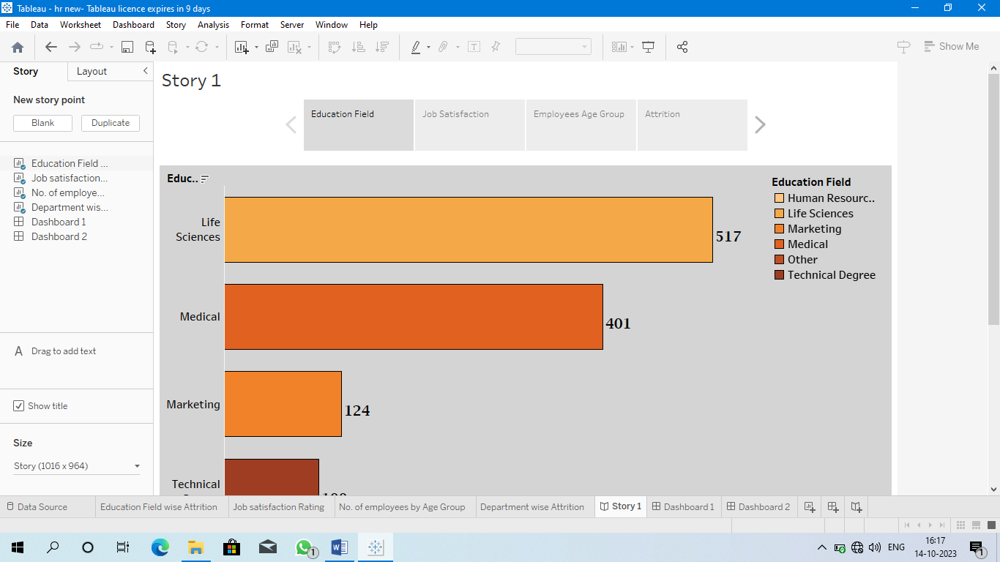 Tableau - hr new- Tableau licence expires in 9 days
File Data Worksheet Dashboard Story Analysis Format Server Window Help
Show Me
Story Layout
New story point
Blank Duplicate
Education Field ...
Job satisfaction...
No. of employe...
Department wis...
Dashboard 1
Dashboard 2
A Drag to add text
Show title
Size
Story (1016 x 964)
Story 1
Education Field Job Satisfaction Employees Age Group Attrition
Educ..
Life
Sciences
517
Medical
401
Marketing
124
Technical
Education Field
Human Resourc..
Life Sciences
Marketing
Medical
Other
Technical Degree
Data Source Education Field wise Attrition Job satisfaction Rating No. of employees by Age Group Department wise Attrition Story 1 Dashboard 1 Dashboard 2
1
ENG
16:17
14-10-2023
1